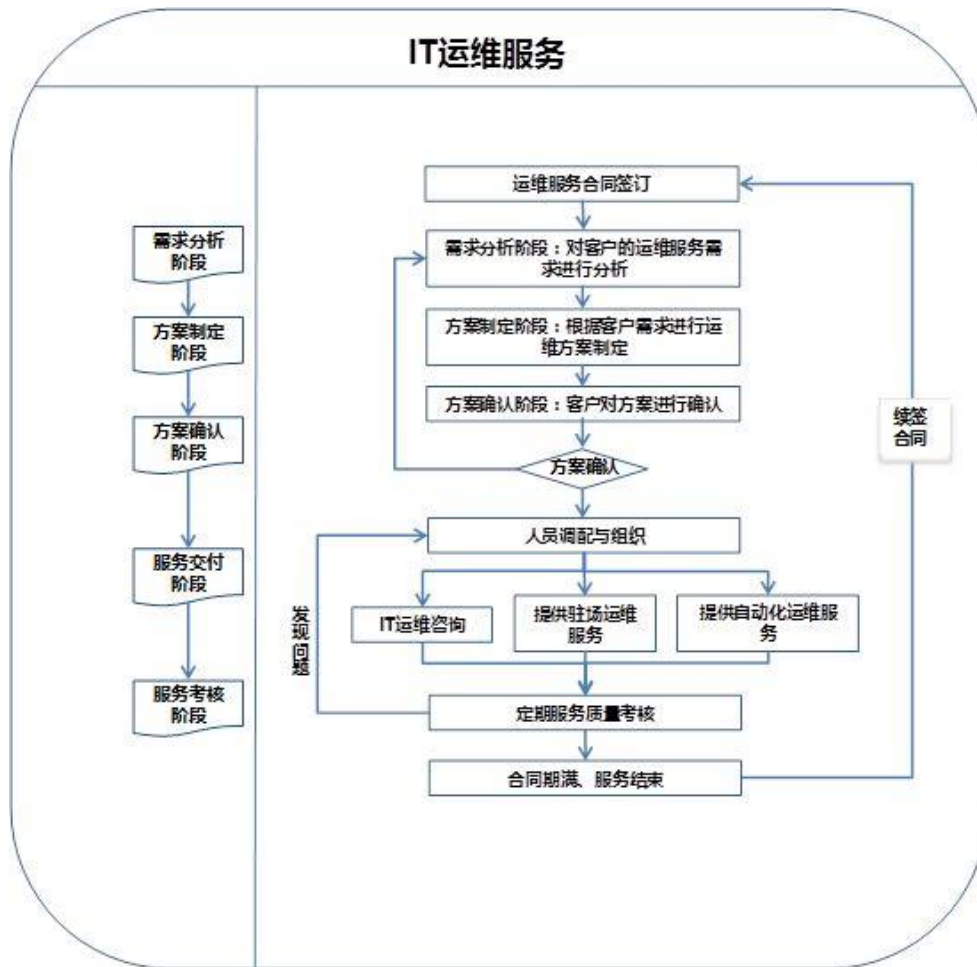 IT运维服务
需求分析
阶段
方案制定
阶段
方案确认
阶段
服务交付
阶段
服务考核
阶段
运维服务合同签订
需求分析阶段：对客户的运维服务需
求进行分析
方案制定阶段：根据客户需求进行运
维方案制定
方案确认阶段：客户对方案进行确认
方案确认
人员调配与组织
IT运维咨询
提供驻场运维
服务
提供自动化运维服
务
定期服务质量考核
合同期满、服务结束
发现问题
续签
合同